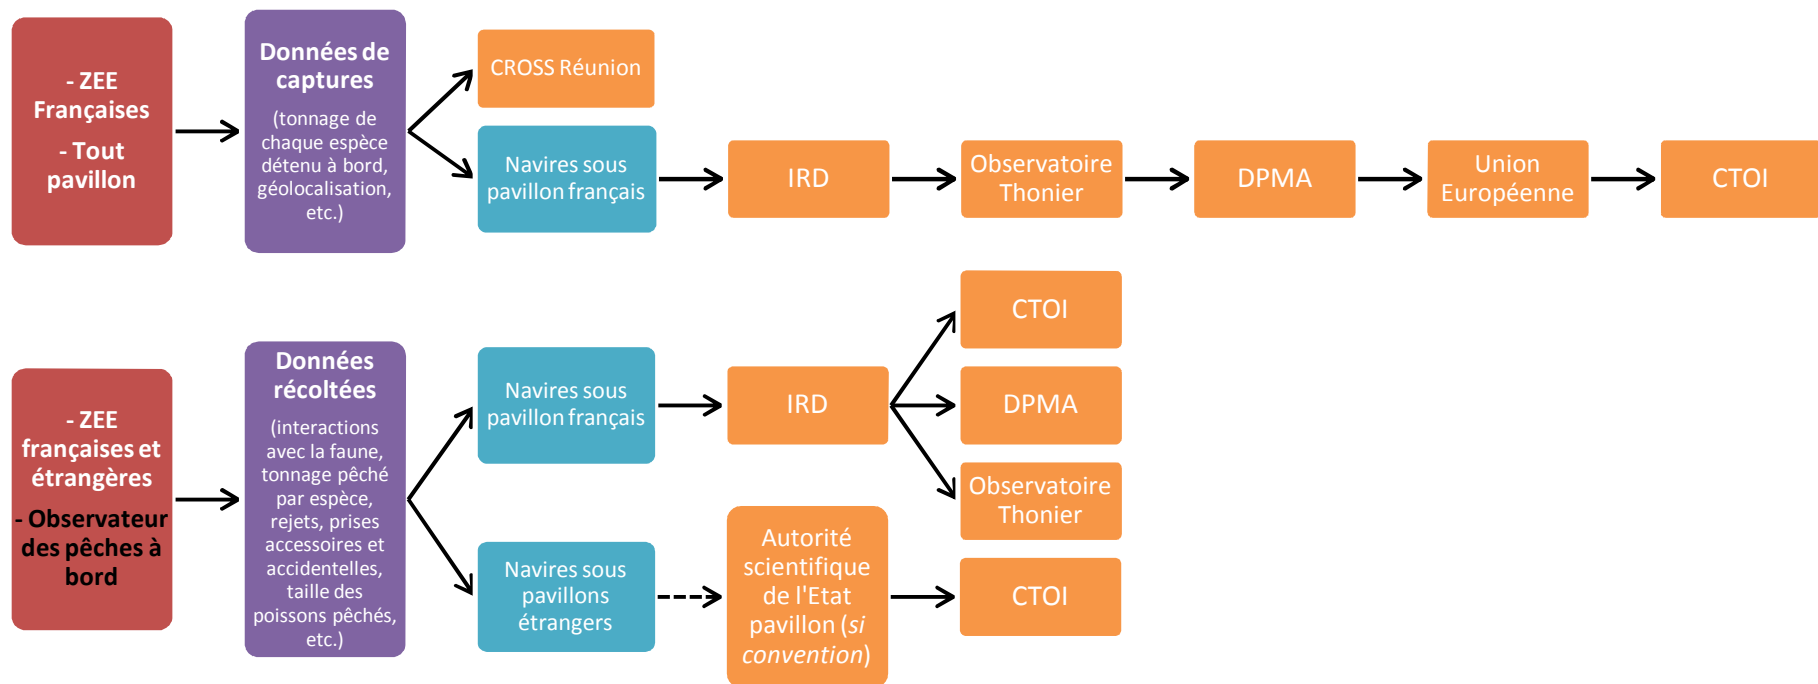 - ZEE
Françaises
- Tout
pavillon
Données de
captures
(tonnage de
chaque espèce
détenu à bord,
géolocalisation,
etc.)
CROSS Réunion
Navires sous
pavillon français
IRD
Observatoire
Thonier
DPMA
Union
Européenne
CTOI
- ZEE
françaises et
étrangères
- Observateur
des pêches à
bord
Données
récoltées
(interactions
avec la faune,
tonnage pêché
par espèce,
rejets, prises
accessoires et
accidentelles,
taille des
poissons pêchés,
etc.)
Navires sous
pavillon français
IRD
CTOI
DPMA
Observatoire
Thonier
Navires sous
pavillons
étrangers
Autorité
scientifique
de l'Etat
pavillon (si
convention)
CTOI